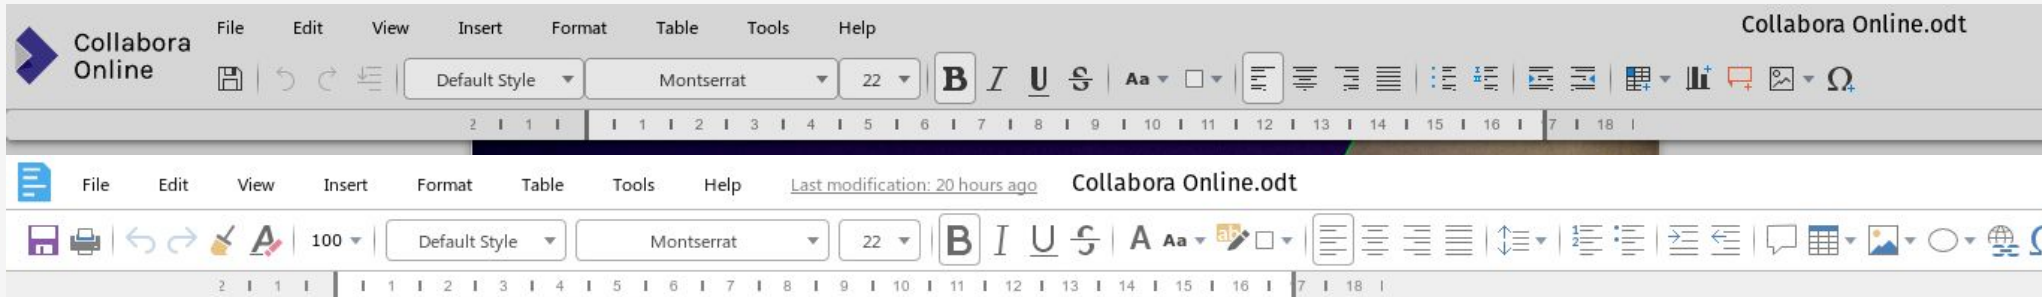 Collabora Online
File Edit View Insert Format Table Tools Help Collabora Online.odt
Default Style Montserrat 22 B I U S Aa Ω
2 1 1 2 3 4 5 6 7 8 9 10 11 12 13 14 15 16 7 18
File Edit View Insert Format Table Tools Help Last modification: 20 hours ago Collabora Online.odt
A 100 Default Style Montserrat 22 B I U S A Aa ab 1 2 Ω
2 1 1 2 3 4 5 6 7 8 9 10 11 12 13 14 15 16 7 18